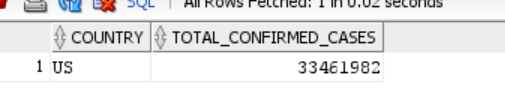 SQL | All Rows Fetched: 1 in 0.02 seconds
COUNTRY TOTAL_CONFIRMED_CASES
1 US 33461982